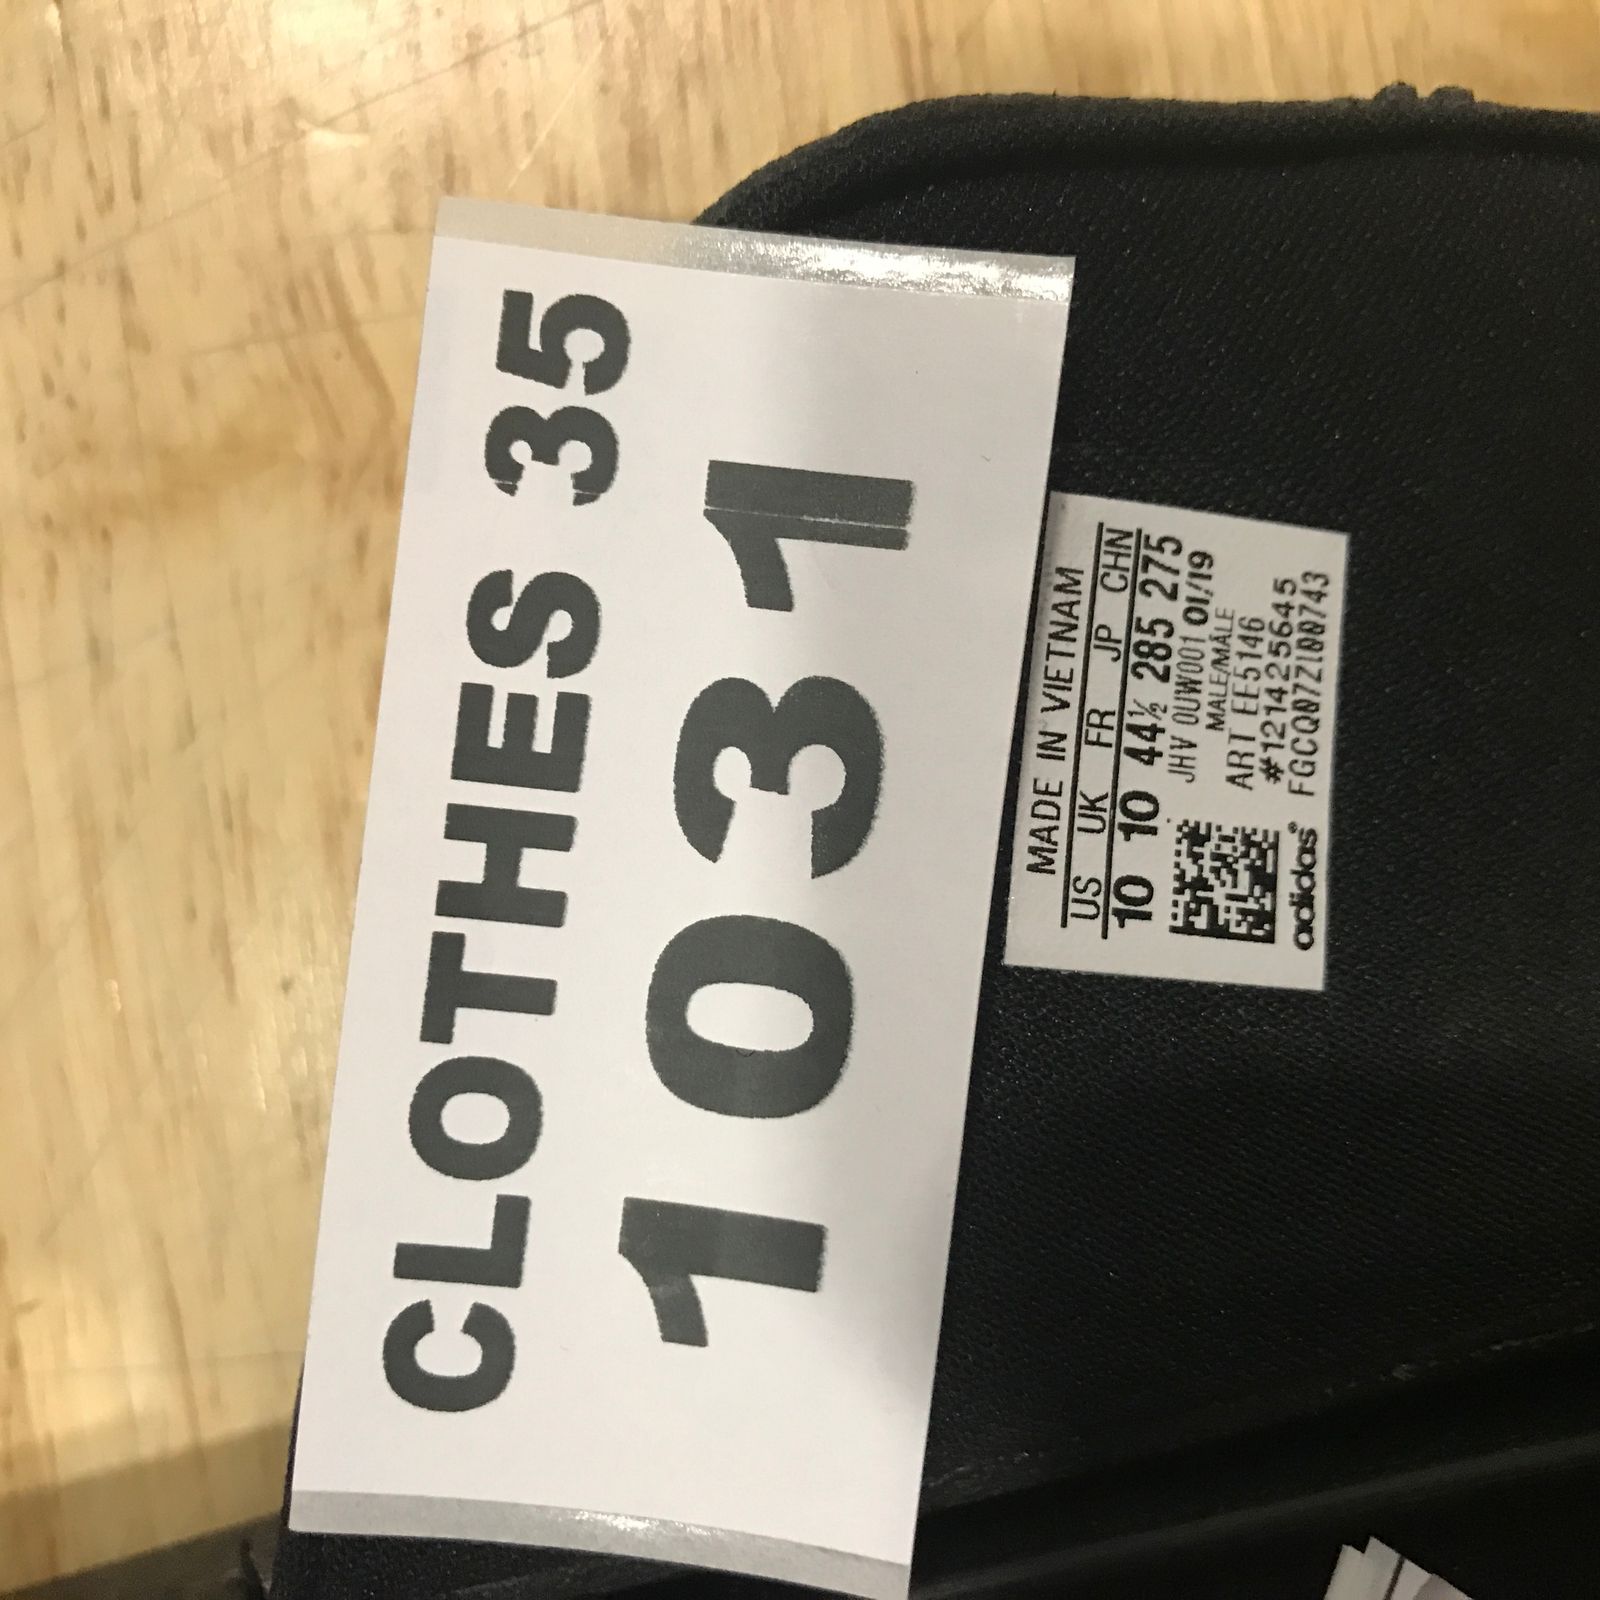 CLOTHES 35
1031
MADE IN VIETNAM
US UK FR JP CHN
10 10 44½ 285 275
JHV 0UW001 01/19
MALE/MÂLE
ART EE5146
#121425645
FGCQ07Z100743
adidas®